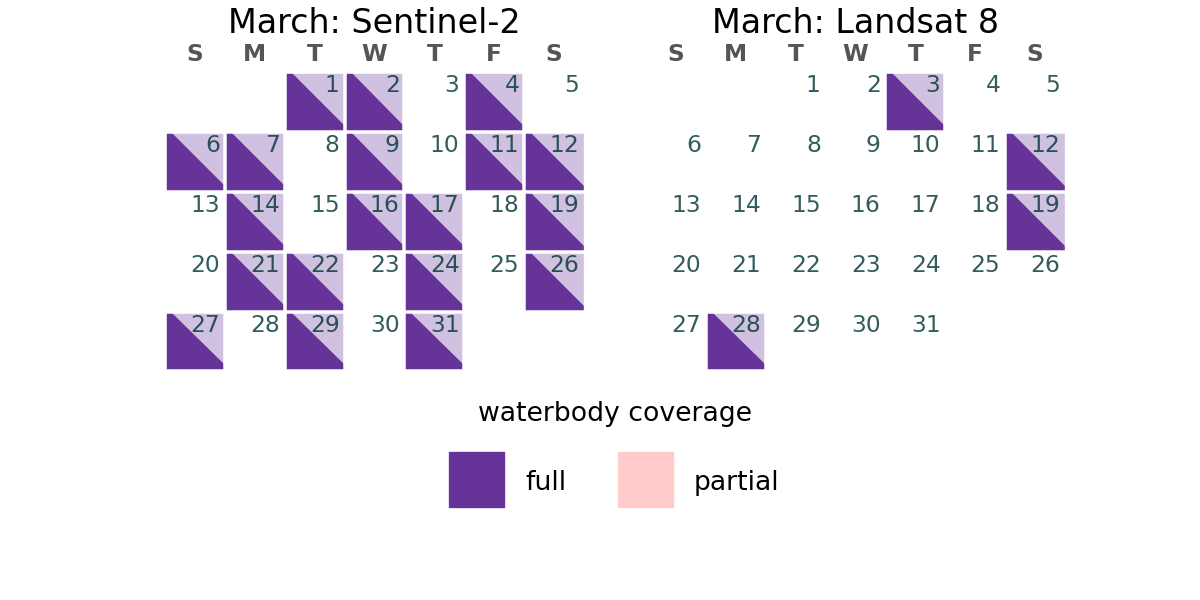 March: Sentinel-2
S M T W T F S
1 2 3 4 5
6 7 8 9 10 11 12
13 14 15 16 17 18 19
20 21 22 23 24 25 26
27 28 29 30 31
March: Landsat 8
S M T W T F S
1 2 3 4 5
6 7 8 9 10 11 12
13 14 15 16 17 18 19
20 21 22 23 24 25 26
27 28 29 30 31
waterbody coverage
full partial